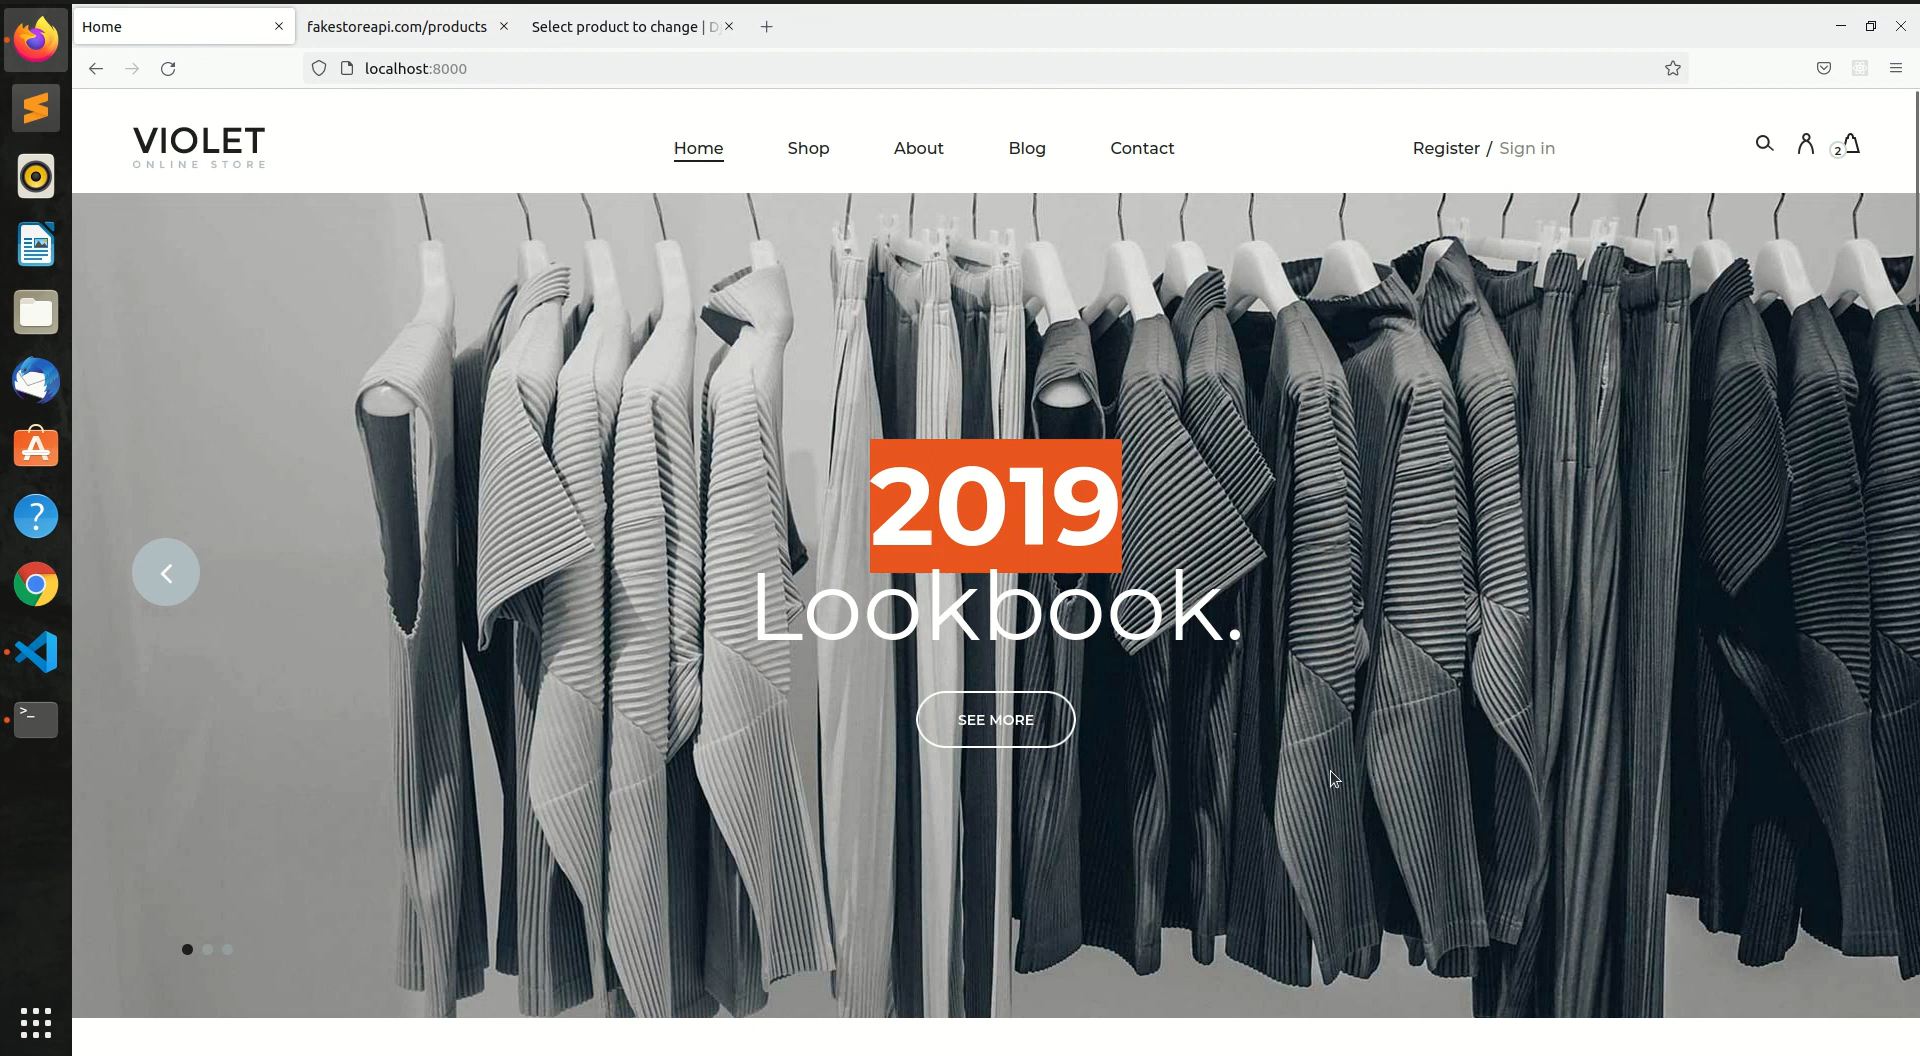 Home
fakestoreapi.com/products
Select product to change | D
localhost:8000
VIOLET
ONLINE STORE
Home
Shop
About
Blog
Contact
Register / Sign in
2
2019
Lookbook.
SEE MORE